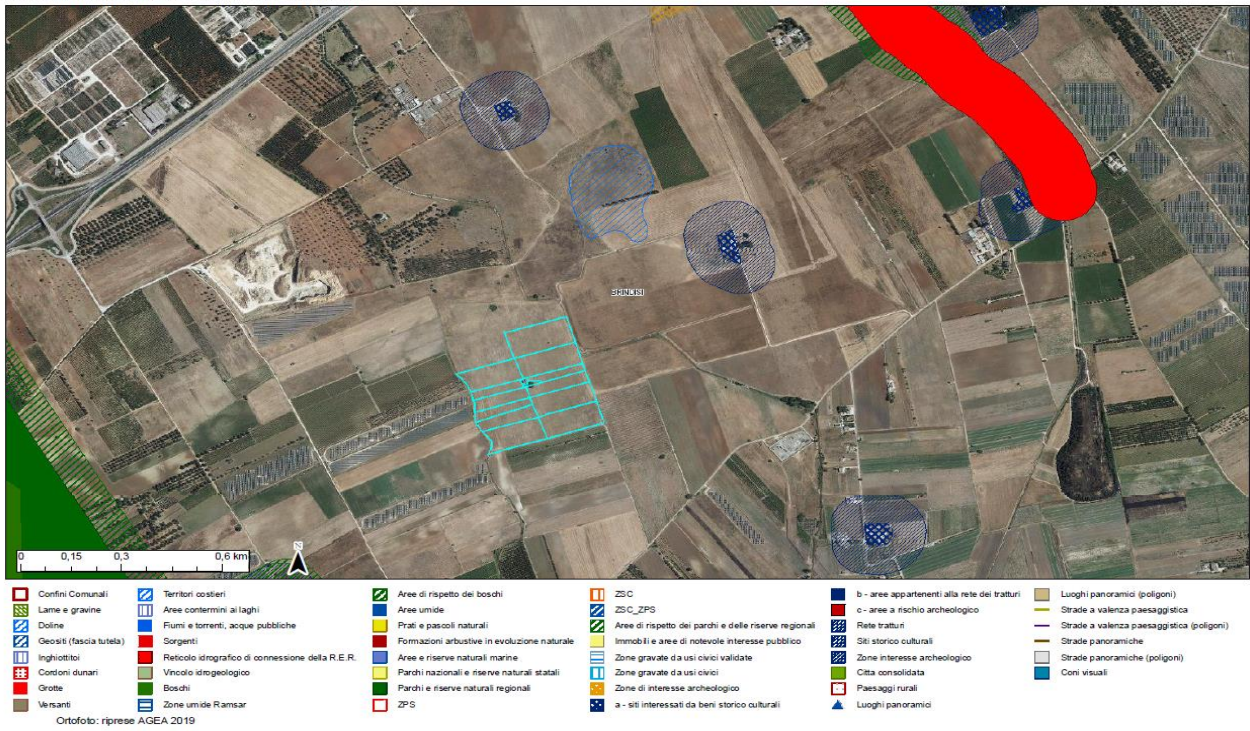 BRINDISI
0 0,15 0,3 0,6 km
N
Confini Comunali
Lame e gravine
Doline
Geositi (fascia tutela)
Inghiottitoi
Cordoni dunari
Grotte
Versanti
Territori costieri
Aree contermini ai laghi
Fiumi e torrenti, acque pubbliche
Sorgenti
Reticolo idrografico di connessione della R.E.R.
Vincolo idrogeologico
Boschi
Zone umide Ramsar
Aree di rispetto dei boschi
Aree umide
Prati e pascoli naturali
Formazioni arbustive in evoluzione naturale
Aree e riserve naturali marine
Parchi nazionali e riserve naturali statali
Parchi e riserve naturali regionali
ZPS
ZSC
ZSC_ZPS
Aree di rispetto dei parchi e delle riserve regionali
Immobili e aree di notevole interesse pubblico
Zone gravate da usi civici validate
Zone gravate da usi civici
Zone di interesse archeologico
a - siti interessati da beni storico culturali
b - aree appartenenti alla rete dei tratturi
c - aree a rischio archeologico
Rete tratturi
Siti storico culturali
Zone interesse archeologico
Citta consolidata
Paesaggi rurali
Luoghi panoramici
Luoghi panoramici (poligoni)
Strade a valenza paesaggistica
Strade a valenza paesaggistica (poligoni)
Strade panoramiche
Strade panoramiche (poligoni)
Coni visuali
Ortofoto: riprese AGEA 2019